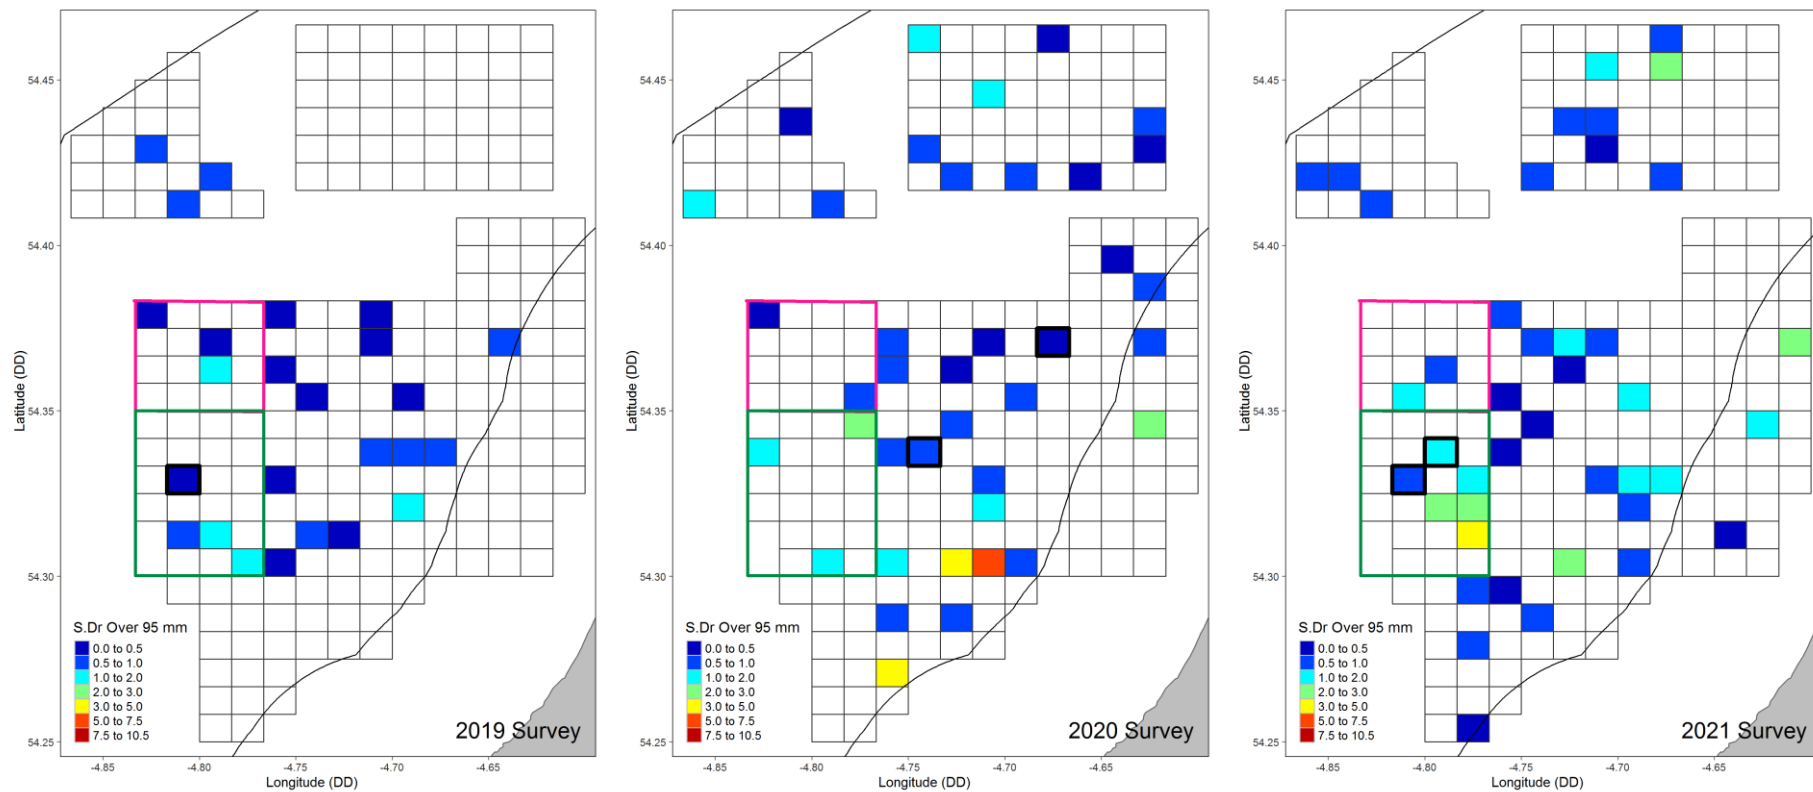 54.45
54.40
54.35
54.30
54.25
Latitude (DD)
S.Dr Over 95 mm
0.0 to 0.5
0.5 to 1.0
1.0 to 2.0
2.0 to 3.0
3.0 to 5.0
5.0 to 7.5
7.5 to 10.5
2019 Survey
-4.85
-4.80
-4.75
-4.70
-4.65
Longitude (DD)
54.45
54.40
54.35
54.30
54.25
Latitude (DD)
S.Dr Over 95 mm
0.0 to 0.5
0.5 to 1.0
1.0 to 2.0
2.0 to 3.0
3.0 to 5.0
5.0 to 7.5
7.5 to 10.5
2020 Survey
-4.85
-4.80
-4.75
-4.70
-4.65
Longitude (DD)
54.45
54.40
54.35
54.30
54.25
Latitude (DD)
S.Dr Over 95 mm
0.0 to 0.5
0.5 to 1.0
1.0 to 2.0
2.0 to 3.0
3.0 to 5.0
5.0 to 7.5
7.5 to 10.5
2021 Survey
-4.85
-4.80
-4.75
-4.70
-4.65
Longitude (DD)